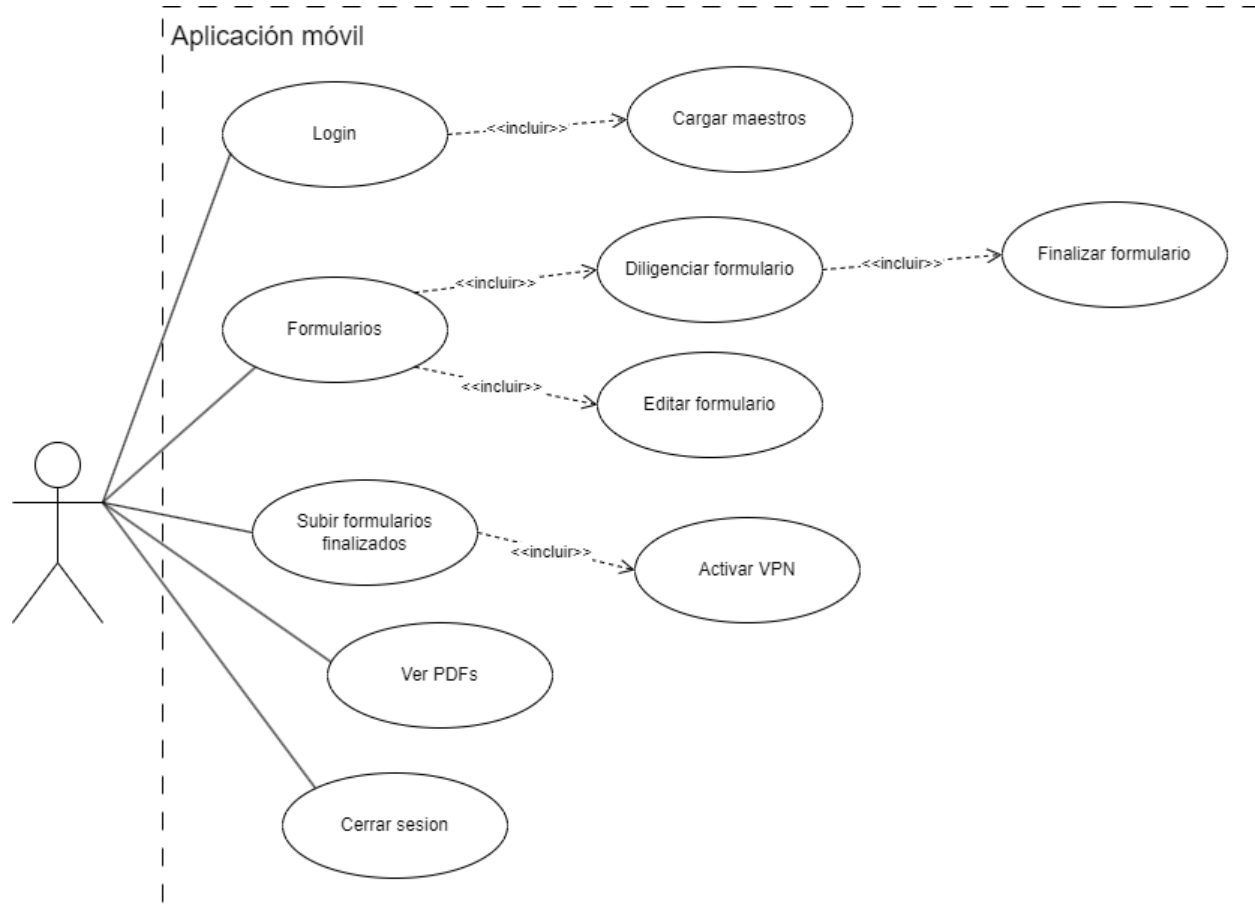 Aplicación móvil
Login
<<incluir>>
Cargar maestros
Formularios
<<incluir>>
Diligenciar formulario
<<incluir>>
Finalizar formulario
<<incluir>>
Editar formulario
Subir formularios
finalizados
<<incluir>>
Activar VPN
Ver PDFs
Cerrar sesion